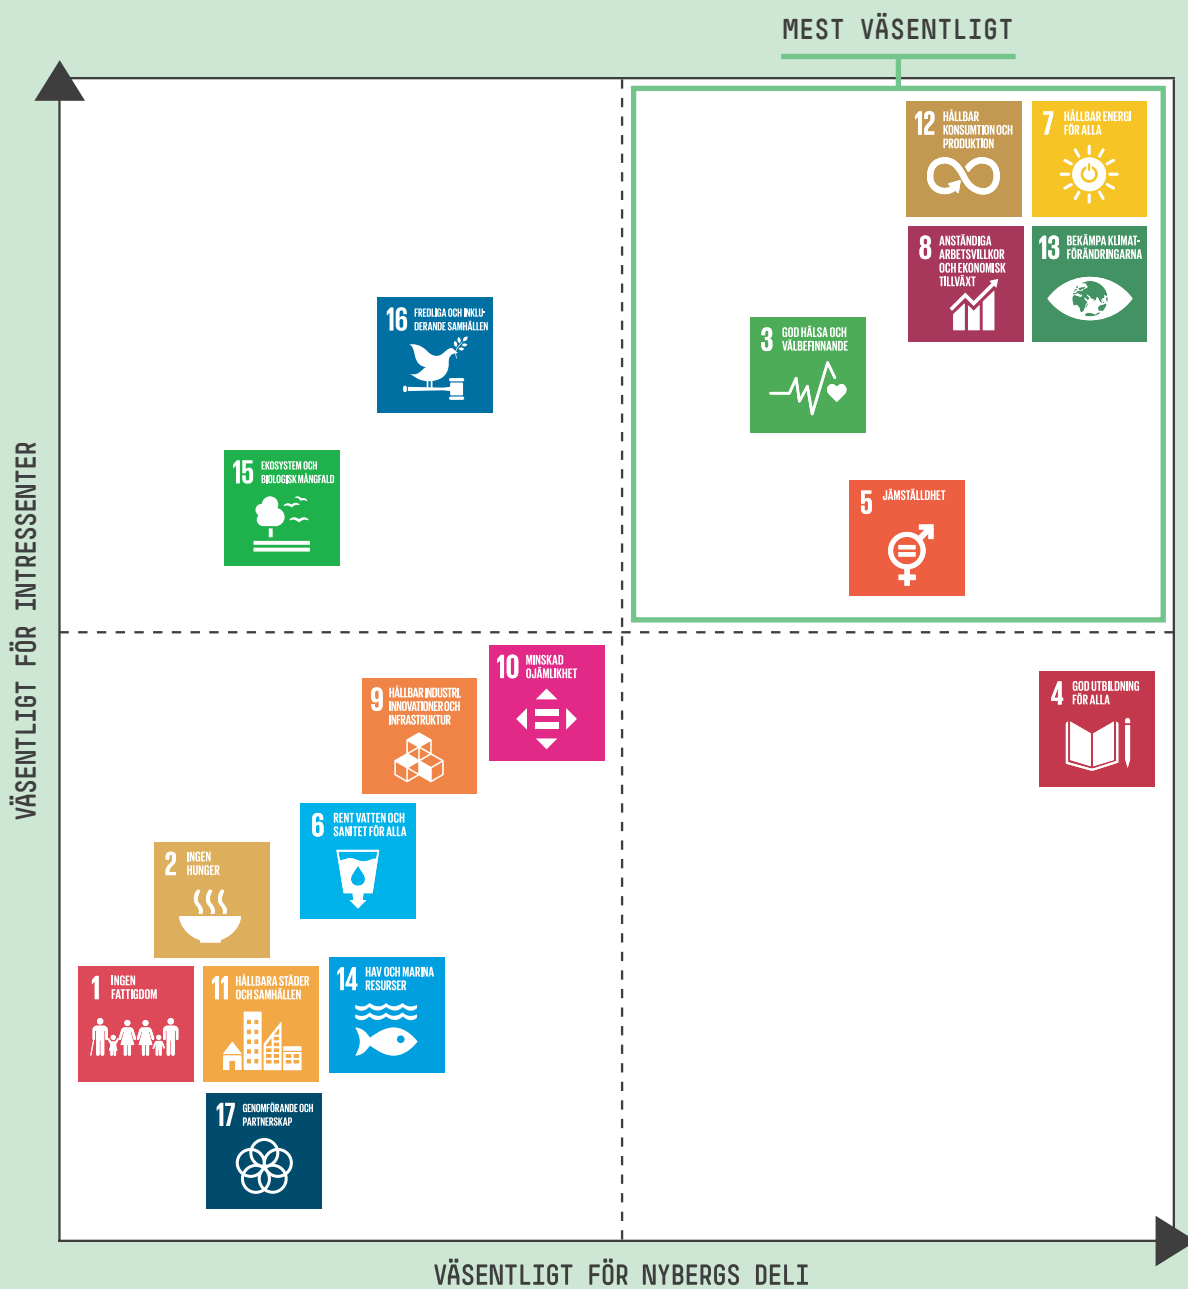 MEST VÄSENTLIGT
12 HÅLLBAR
KONSUMTION OCH
PRODUKTION
7 HÅLLBAR ENERGI
FÖR ALLA
8 ANSTÄNDIGA
ARBETSVILLKOR
OCH EKONOMISK
TILLVÄXT
13 BEKÄMPA KLIMAT-
FÖRÄNDRINGARNA
16 FREDLIGA OCH INKLU-
DERANDE SAMHÄLLEN
3 GOD HÄLSA OCH
VÄLBEFINNANDE
15 EKOSYSTEM OCH
BIOLOGISK MÅNGFALD
5 JÄMSTÄLLDHET
VÄSENTLIGT FÖR INTRESSENTER
10 MINSKAD
OJÄMLIKHET
9 HÅLLBAR INDUSTRI,
INNOVATIONER OCH
INFRASTRUKTUR
4 GOD UTBILDNING
FÖR ALLA
6 RENT VATTEN OCH
SANITET FÖR ALLA
2 INGEN
HUNGER
1 INGEN
FATTIGDOM
11 HÅLLBARA STÄDER
OCH SAMHÄLLEN
14 HAV OCH MARINA
RESURSER
17 GENOMFÖRANDE OCH
PARTNERSKAP
VÄSENTLIGT FÖR NYBERGS DELI